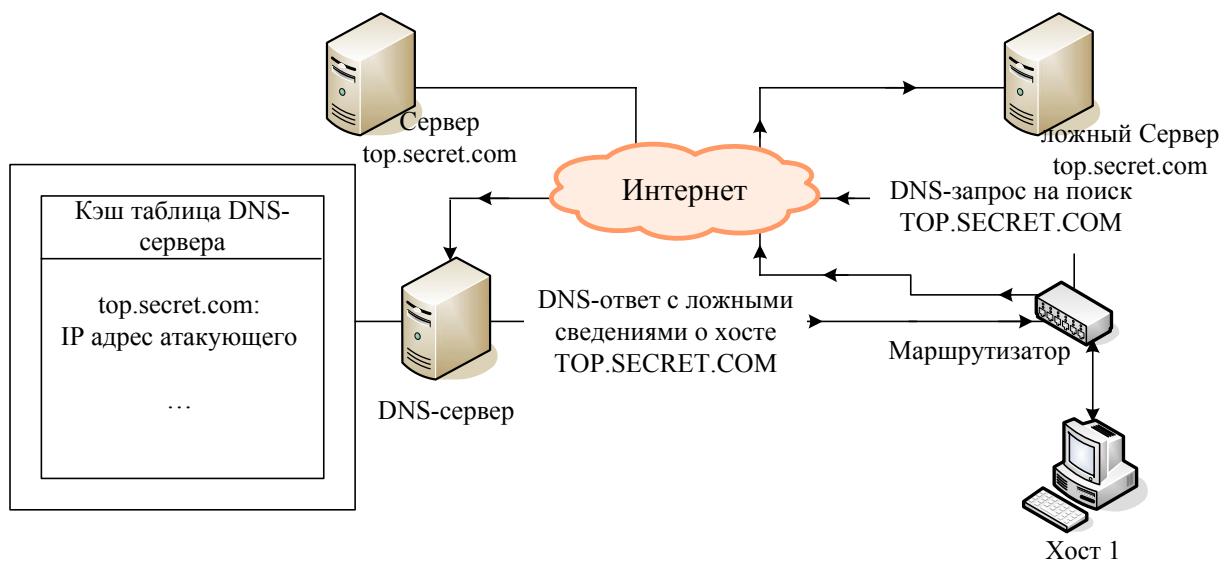 Сервер
top.secret.com
ложный Сервер
top.secret.com
Интернет
DNS-запрос на поиск
TOP.SECRET.COM
Кэш таблица DNS-
сервера
top.secret.com:
IP адрес атакующего
…
DNS-сервер
DNS-ответ с ложными
сведениями о хосте
TOP.SECRET.COM
Маршрутизатор
Хост 1